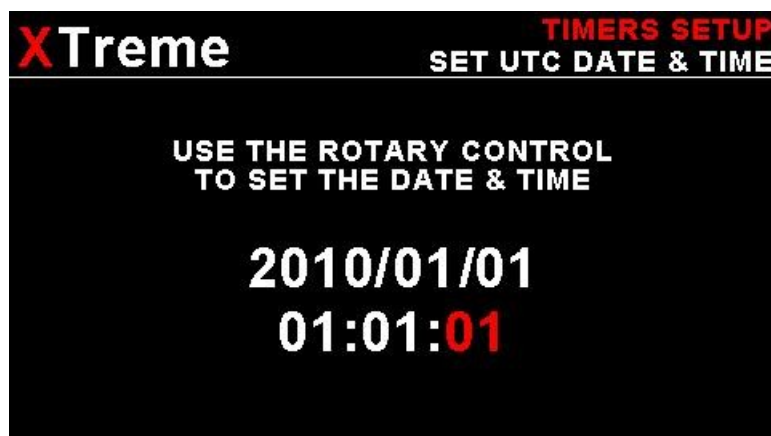 XTreme
TIMERS SETUP
SET UTC DATE & TIME
USE THE ROTARY CONTROL
TO SET THE DATE & TIME
2010/01/01
01:01:01